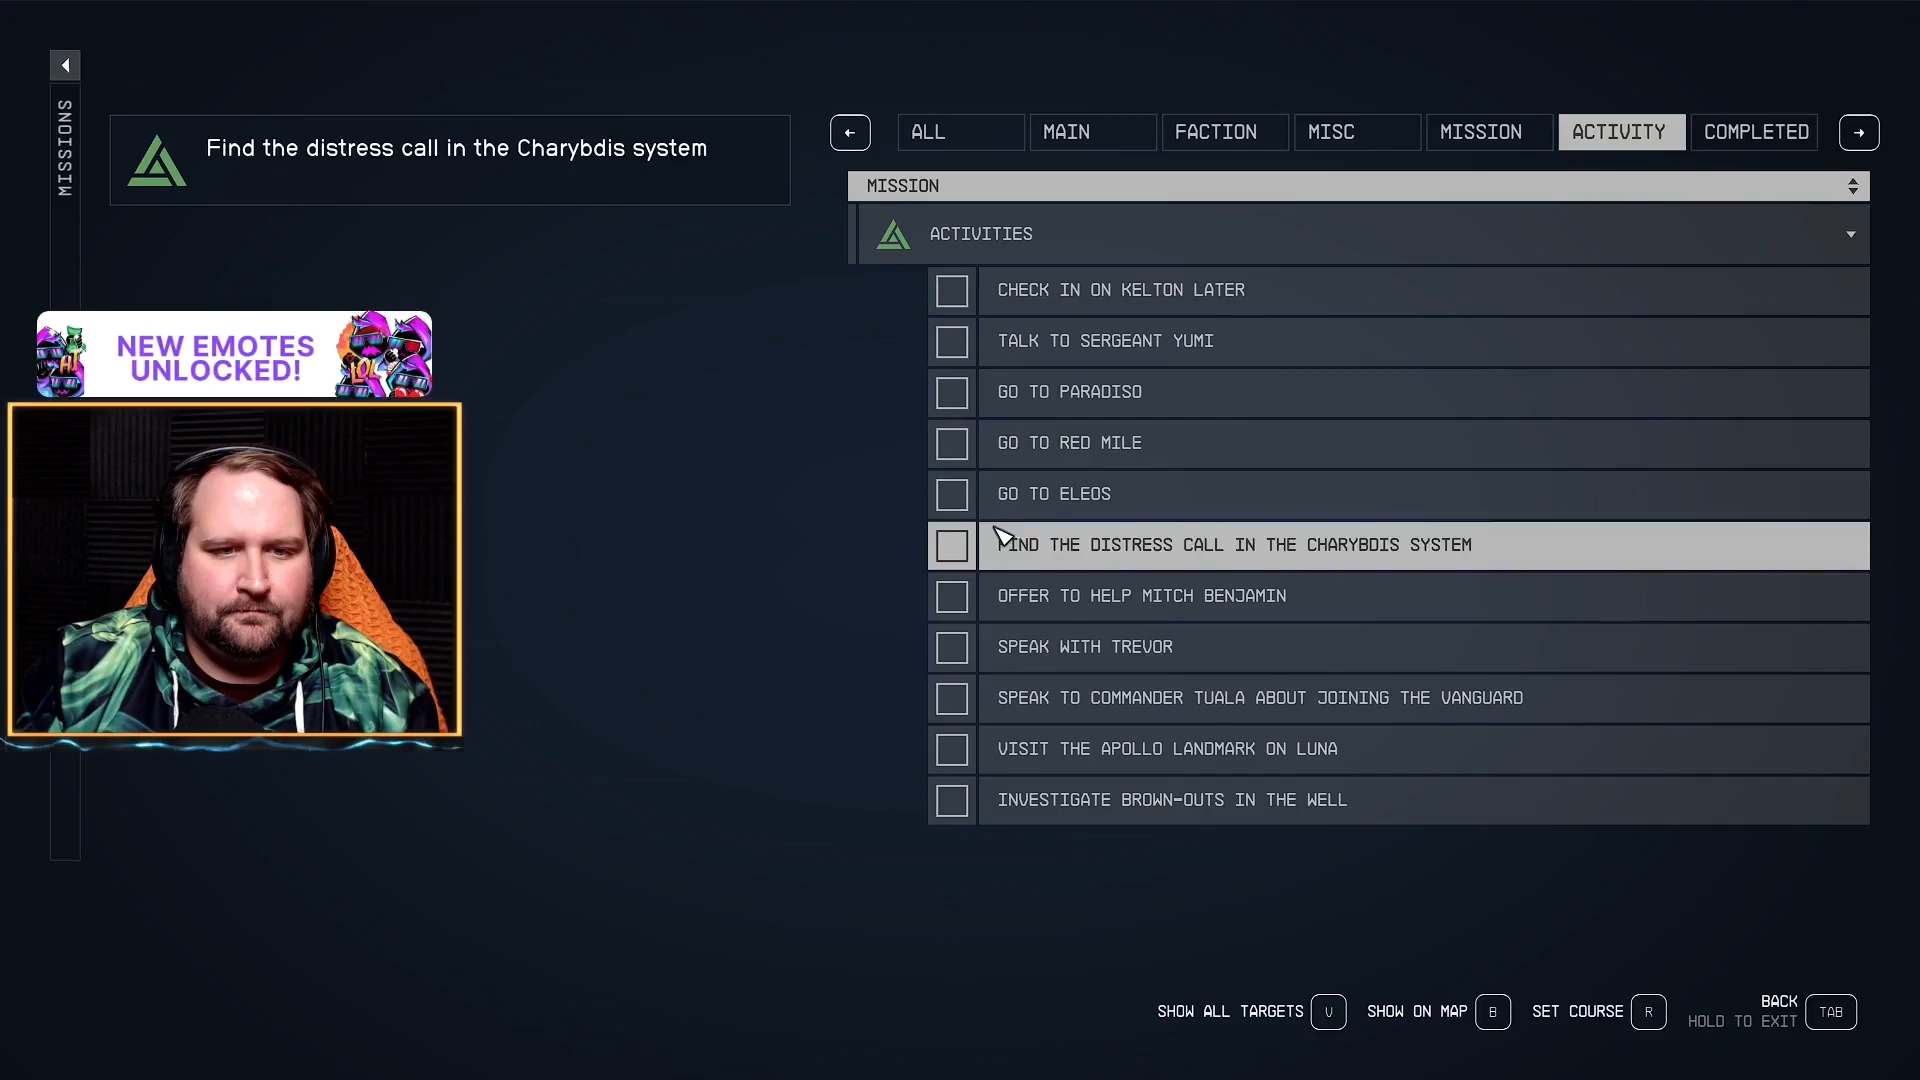 MISSIONS
Find the distress call in the Charybdis system
ALL
MAIN
FACTION
MISC
MISSION
ACTIVITY
COMPLETED
MISSION
ACTIVITIES
CHECK IN ON KELTON LATER
TALK TO SERGEANT YUMI
GO TO PARADISO
GO TO RED MILE
GO TO ELEOS
FIND THE DISTRESS CALL IN THE CHARYBDIS SYSTEM
OFFER TO HELP MITCH BENJAMIN
SPEAK WITH TREVOR
SPEAK TO COMMANDER TUALA ABOUT JOINING THE VANGUARD
VISIT THE APOLLO LANDMARK ON LUNA
INVESTIGATE BROWN-OUTS IN THE WELL
NEW EMOTES
UNLOCKED!
HI
LOL
SHOW ALL TARGETS V
SHOW ON MAP B
SET COURSE R
BACK
HOLD TO EXIT
TAB